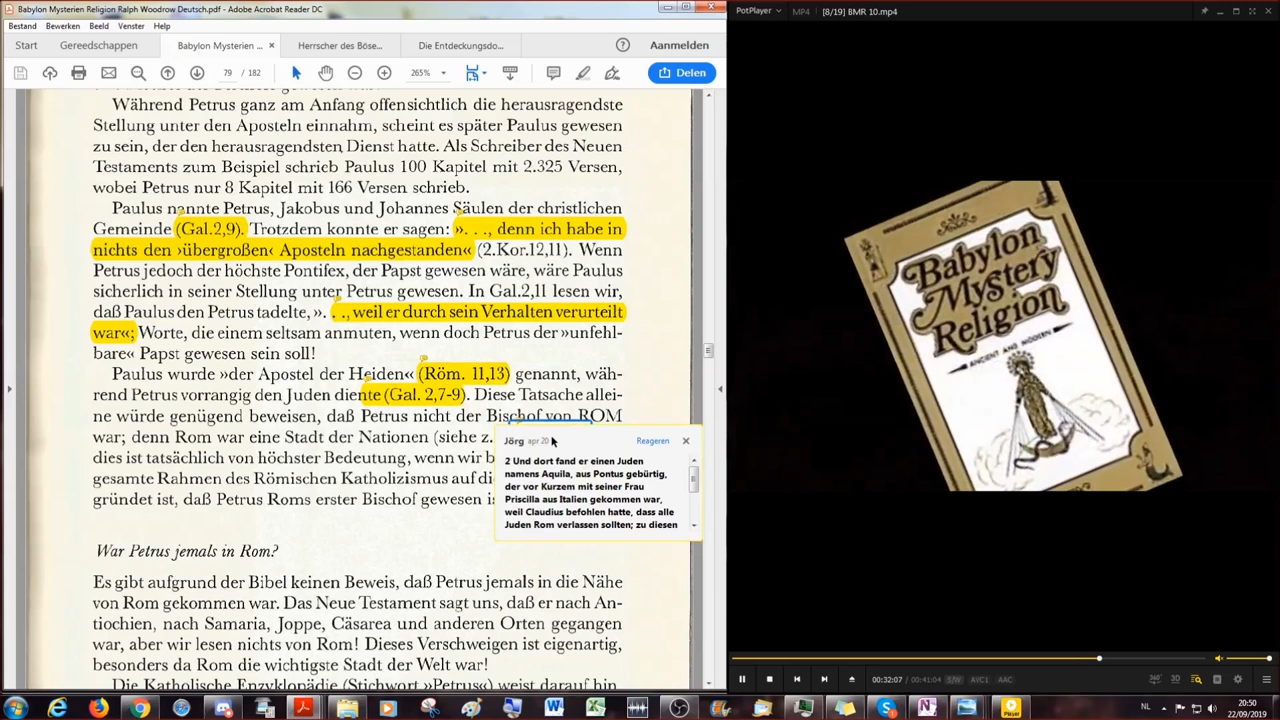 Babylon Mysterien Religion Ralph Woodrow Deutsch.pdf - Adobe Acrobat Reader DC
Bestand Bewerken Beeld Venster Help
Start Gereedschappen Babylon Mysterien ... × Herrscher des Böse... Die Entdeckungsdo... Aanmelden
79 / 182 265% Delen
Während Petrus ganz am Anfang offensichtlich die herausragendste
Stellung unter den Aposteln einnahm, scheint es später Paulus gewesen
zu sein, der den herausragendsten Dienst hatte. Als Schreiber des Neuen
Testaments zum Beispiel schrieb Paulus 100 Kapitel mit 2.325 Versen,
wobei Petrus nur 8 Kapitel mit 166 Versen schrieb.
Paulus nannte Petrus, Jakobus und Johannes Säulen der christlichen
Gemeinde (Gal.2,9). Trotzdem konnte er sagen: ». . ., denn ich habe in
nichts den ›übergroßen‹ Aposteln nachgestanden« (2.Kor.12,11). Wenn
Petrus jedoch der höchste Pontifex, der Papst gewesen wäre, wäre Paulus
sicherlich in seiner Stellung unter Petrus gewesen. In Gal.2,11 lesen wir,
daß Paulus den Petrus tadelte, ». . ., weil er durch sein Verhalten verurteilt
war«; Worte, die einem seltsam anmuten, wenn doch Petrus der »unfehl-
bare« Papst gewesen sein soll!
Paulus wurde »der Apostel der Heiden« (Röm. 11,13) genannt, wäh-
rend Petrus vorrangig den Juden diente (Gal. 2,7-9). Diese Tatsache allei-
ne würde genügend beweisen, daß Petrus nicht der Bischof von ROM
war; denn Rom war eine Stadt der Nationen (siehe z.
dies ist tatsächlich von höchster Bedeutung, wenn wir b
gesamte Rahmen des Römischen Katholizismus auf di
gründet ist, daß Petrus Roms erster Bischof gewesen is
Jörg apr 20 Reageren
2 Und dort fand er einen Juden
namens Aquila, aus Pontus gebürtig,
der vor Kurzem mit seiner Frau
Priscilla aus Italien gekommen war,
weil Claudius befohlen hatte, dass alle
Juden Rom verlassen sollten; zu diesen
War Petrus jemals in Rom?
Es gibt aufgrund der Bibel keinen Beweis, daß Petrus jemals in die Nähe
von Rom gekommen war. Das Neue Testament sagt uns, daß er nach An-
tiochien, nach Samaria, Joppe, Cäsarea und anderen Orten gegangen
war, aber wir lesen nichts von Rom! Dieses Verschweigen ist eigenartig,
besonders da Rom die wichtigste Stadt der Welt war!
Die Katholische Enzyklopädie (Stichwort »Petrus«) weist darauf hin,
PotPlayer MP4 [8/19] BMR 10.mp4
Babylon
Mystery
Religion
ANCIENT AND MODERN
00:32:07 / 00:41:04 S/W AVC1 AAC
NL 20:50
22/09/2019